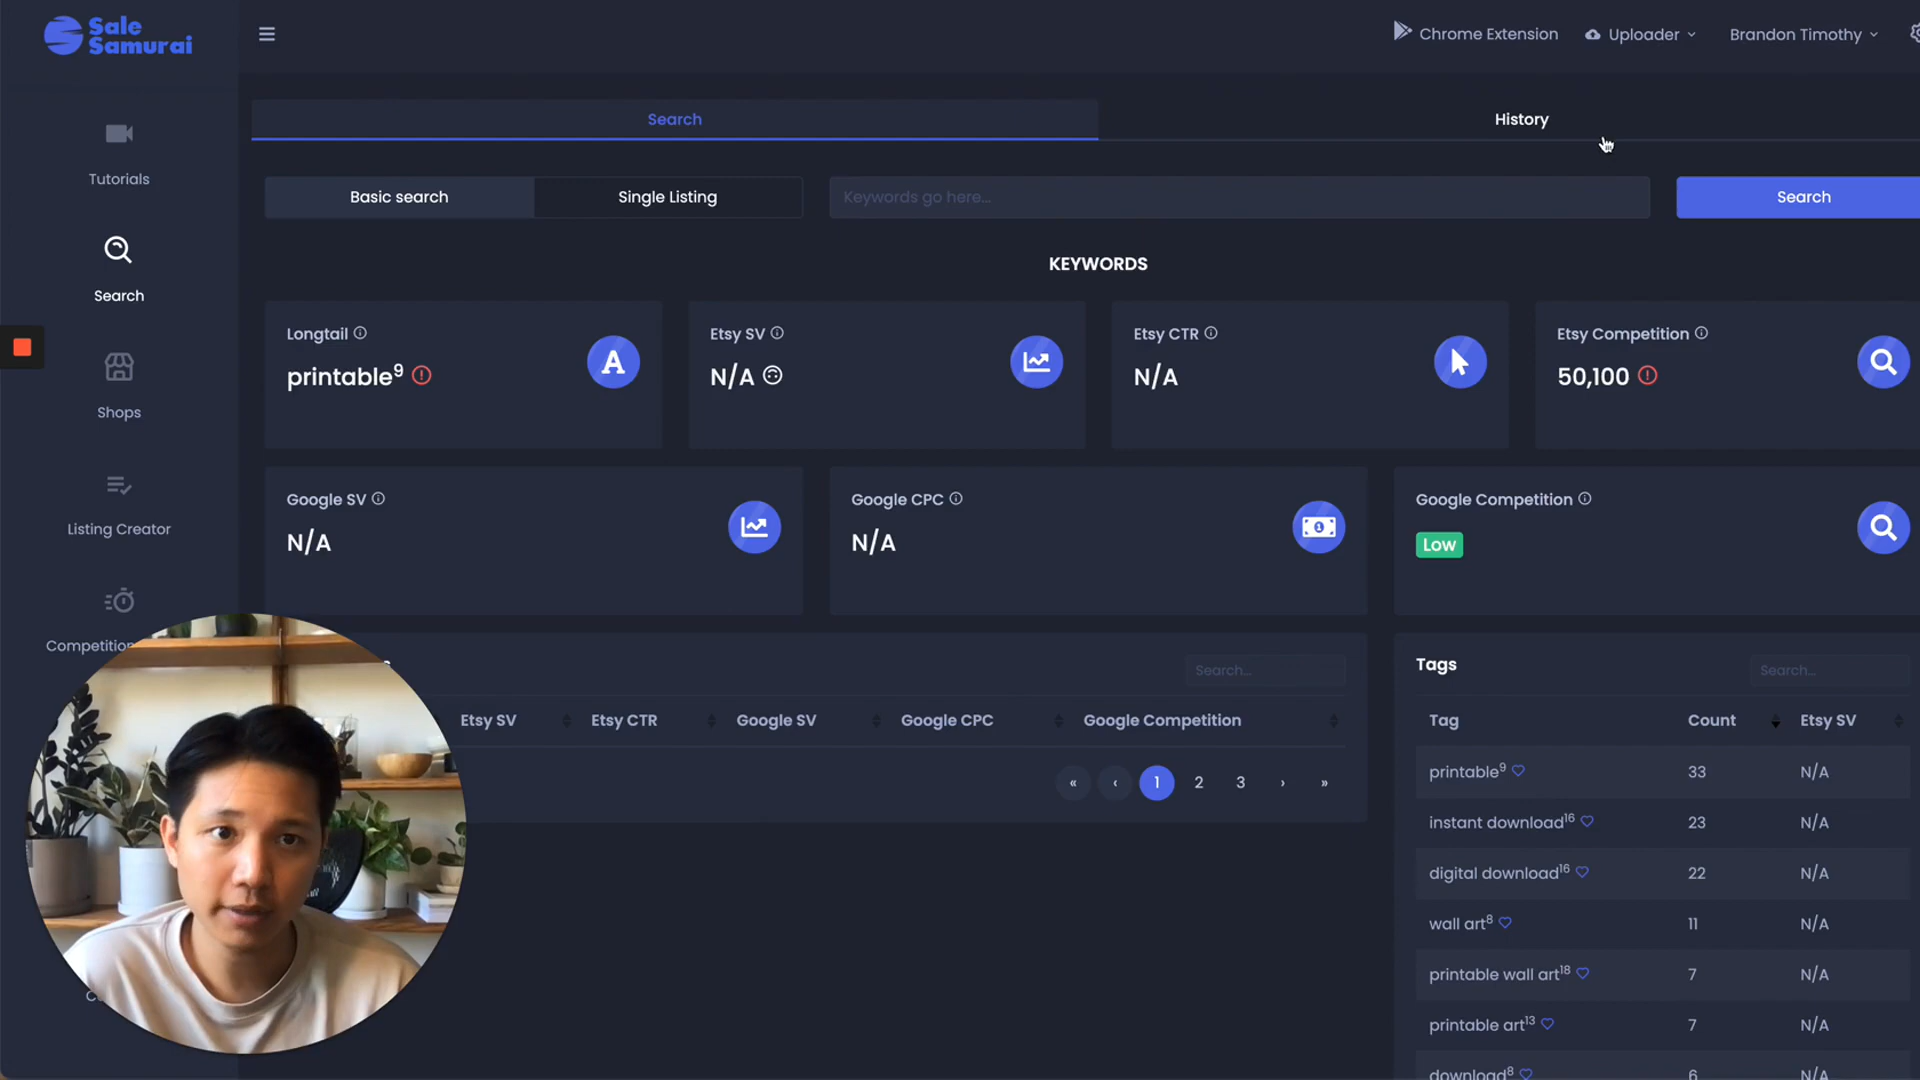 Sale
Samurai
Chrome Extension
Uploader
Brandon Timothy
Search
History
Tutorials
Basic search
Single Listing
Keywords go here...
Search
Search
KEYWORDS
Longtail
printable9
Etsy SV
N/A
Etsy CTR
N/A
Etsy Competition
50,100
Shops
Google SV
N/A
Google CPC
N/A
Google Competition
Low
Listing Creator
Competition
Search...
Tags
Search...
Etsy SV
Etsy CTR
Google SV
Google CPC
Google Competition
Tag
Count
Etsy SV
« ‹ 1 2 3 › »
printable9
33
N/A
instant download16
23
N/A
digital download16
22
N/A
wall art8
11
N/A
printable wall art18
7
N/A
printable art13
7
N/A
download8
6